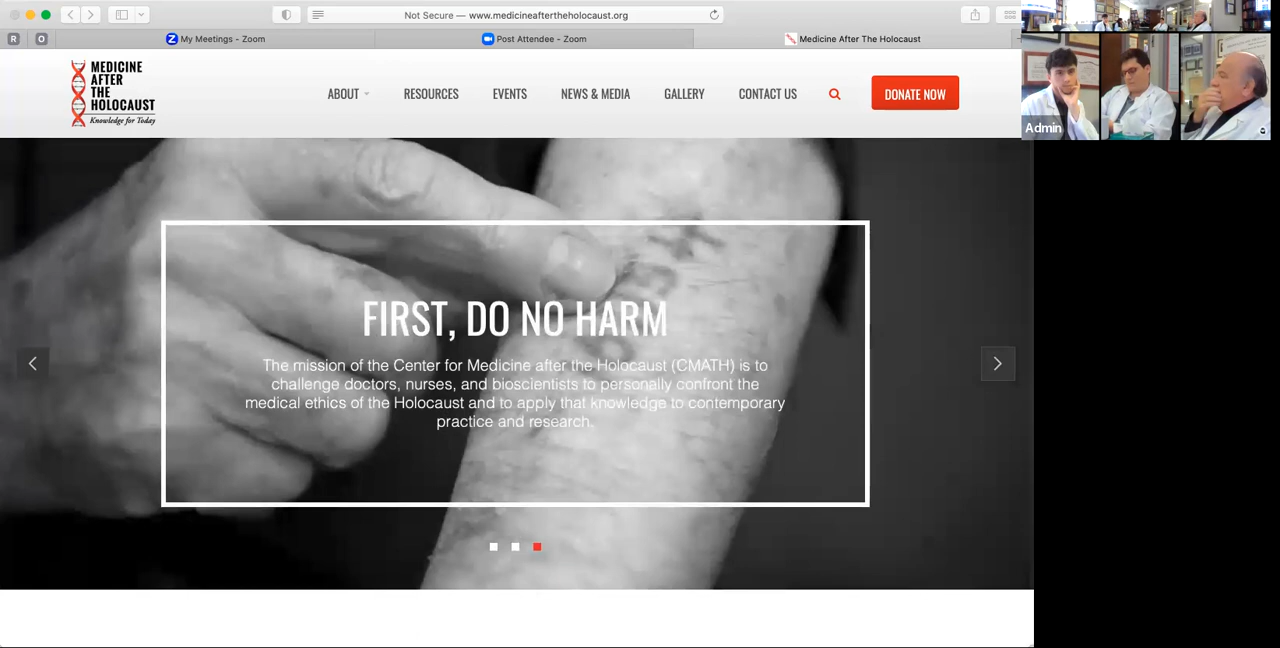 Not Secure — www.medicineaftertheholocaust.org
R
O
Z My Meetings - Zoom
Post Attendee - Zoom
Medicine After The Holocaust
MEDICINE
AFTER
THE
HOLOCAUST
Knowledge for Today
ABOUT
RESOURCES
EVENTS
NEWS & MEDIA
GALLERY
CONTACT US
DONATE NOW
Admin
FIRST, DO NO HARM
The mission of the Center for Medicine after the Holocaust (CMATH) is to
challenge doctors, nurses, and bioscientists to personally confront the
medical ethics of the Holocaust and to apply that knowledge to contemporary
practice and research.